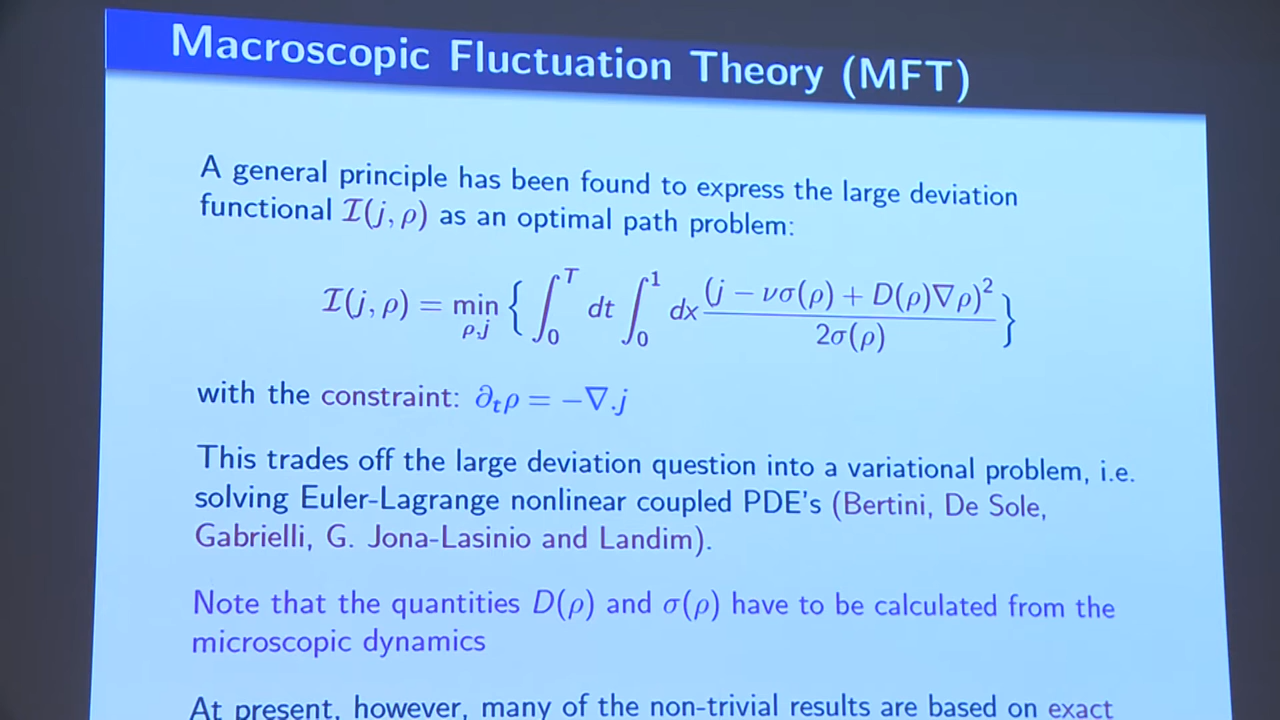 Macroscopic Fluctuation Theory (MFT)
A general principle has been found to express the large deviation
functional ℐ(j, ρ) as an optimal path problem:
ℐ(j, ρ) = min_{ρ,j} { ∫_0^T dt ∫_0^1 dx (j − νσ(ρ) + D(ρ)∇ρ)² / 2σ(ρ) }
with the constraint: ∂_tρ = −∇.j
This trades off the large deviation question into a variational problem, i.e.
solving Euler-Lagrange nonlinear coupled PDE's (Bertini, De Sole,
Gabrielli, G. Jona-Lasinio and Landim).
Note that the quantities D(ρ) and σ(ρ) have to be calculated from the
microscopic dynamics
At present, however, many of the non-trivial results are based on exact